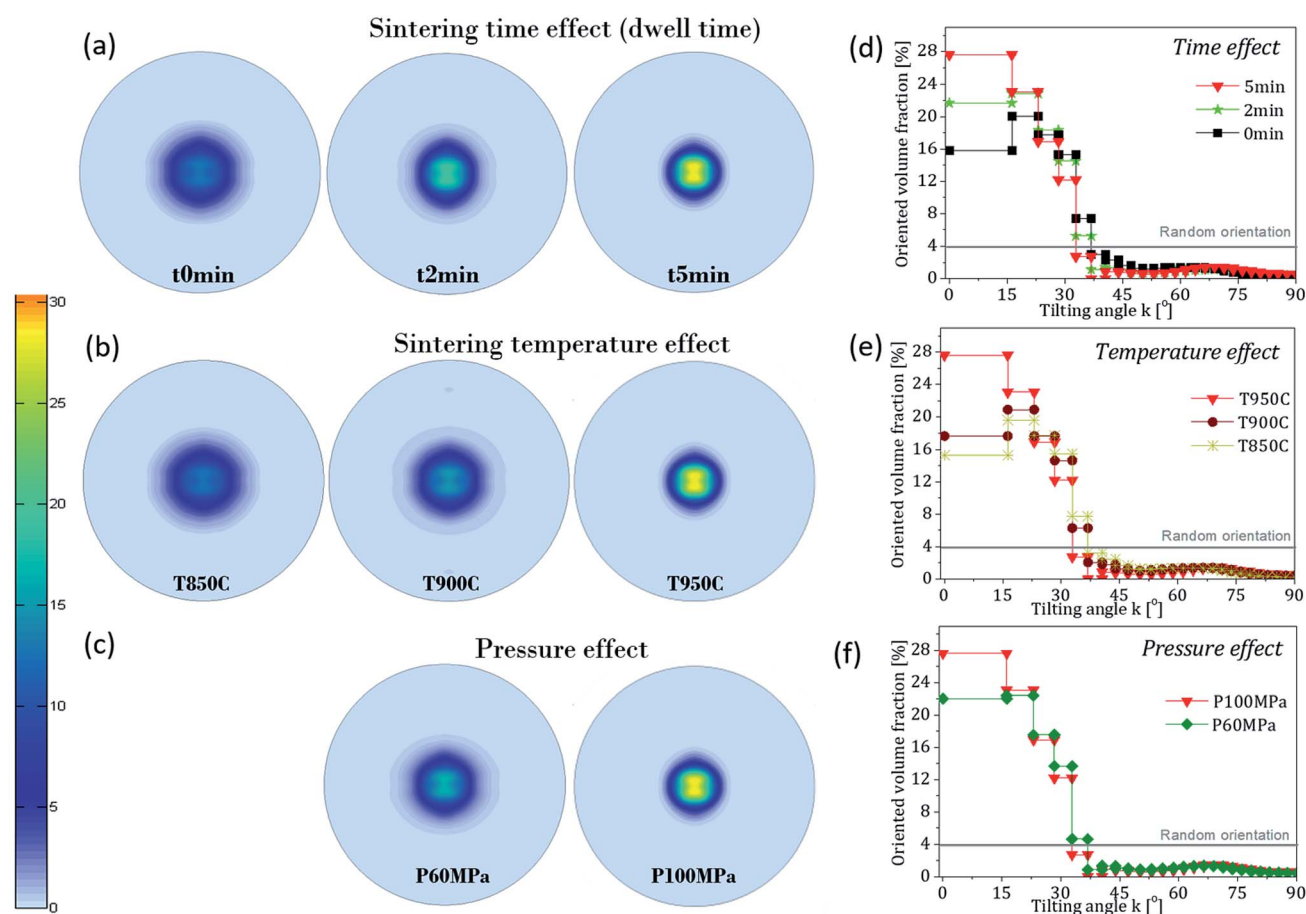 (a)
Sintering time effect (dwell time)
t0min
t2min
t5min
(d)
Time effect
5min
2min
0min
Random orientation
Oriented volume fraction [%]
28
24
20
16
12
8
4
0
0 15 30 45 60 75 90
Tilting angle k [°]
30
25
20
15
10
5
0
(b)
Sintering temperature effect
T850C
T900C
T950C
(e)
Temperature effect
T950C
T900C
T850C
Random orientation
Oriented volume fraction [%]
28
24
20
16
12
8
4
0
0 15 30 45 60 75 90
Tilting angle k [°]
(c)
Pressure effect
P60MPa
P100MPa
(f)
Pressure effect
P100MPa
P60MPa
Random orientation
Oriented volume fraction [%]
28
24
20
16
12
8
4
0
0 15 30 45 60 75 90
Tilting angle k [°]